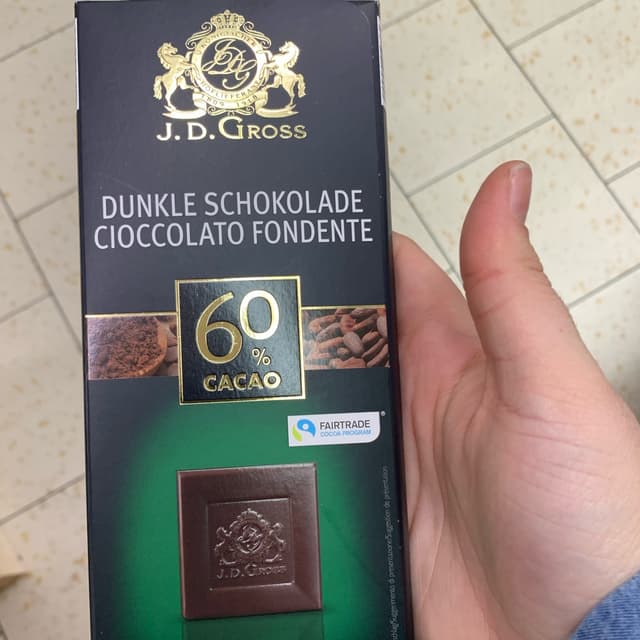 J. D. GROSS
DUNKLE SCHOKOLADE
CIOCCOLATO FONDENTE
60
%
CACAO
FAIRTRADE
COCOA PROGRAM
J. D. GROSS